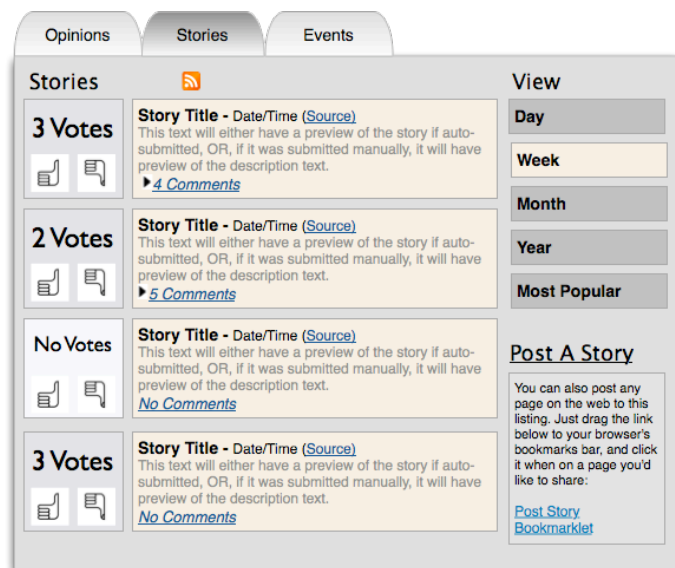 Opinions Stories Events
Stories
3 Votes
Story Title - Date/Time (Source)
This text will either have a preview of the story if auto-
submitted, OR, if it was submitted manually, it will have
preview of the description text.
4 Comments
2 Votes
Story Title - Date/Time (Source)
This text will either have a preview of the story if auto-
submitted, OR, if it was submitted manually, it will have
preview of the description text.
5 Comments
No Votes
Story Title - Date/Time (Source)
This text will either have a preview of the story if auto-
submitted, OR, if it was submitted manually, it will have
preview of the description text.
No Comments
3 Votes
Story Title - Date/Time (Source)
This text will either have a preview of the story if auto-
submitted, OR, if it was submitted manually, it will have
preview of the description text.
No Comments
View
Day
Week
Month
Year
Most Popular
Post A Story
You can also post any
page on the web to this
listing. Just drag the link
below to your browser's
bookmarks bar, and click
it when on a page you'd
like to share:
Post Story
Bookmarklet